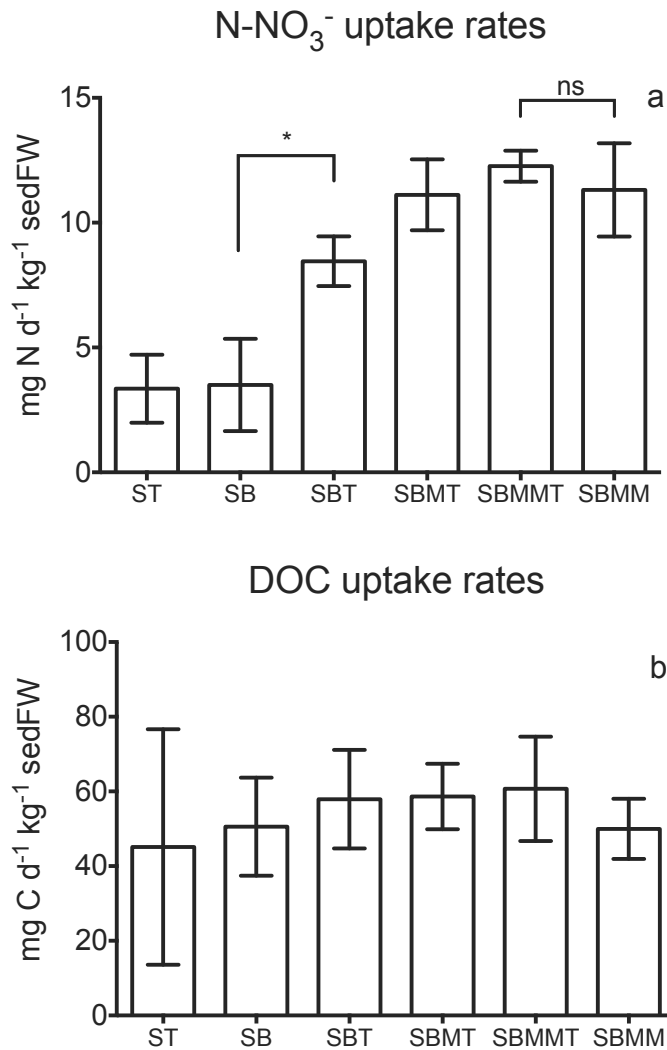 N-NO₃⁻ uptake rates
a
ns
*
15
10
5
0
mg N d⁻¹ kg⁻¹ sedFW
ST SB SBT SBMT SBMMT SBMM
DOC uptake rates
b
100
80
60
40
20
0
mg C d⁻¹ kg⁻¹ sedFW
ST SB SBT SBMT SBMMT SBMM